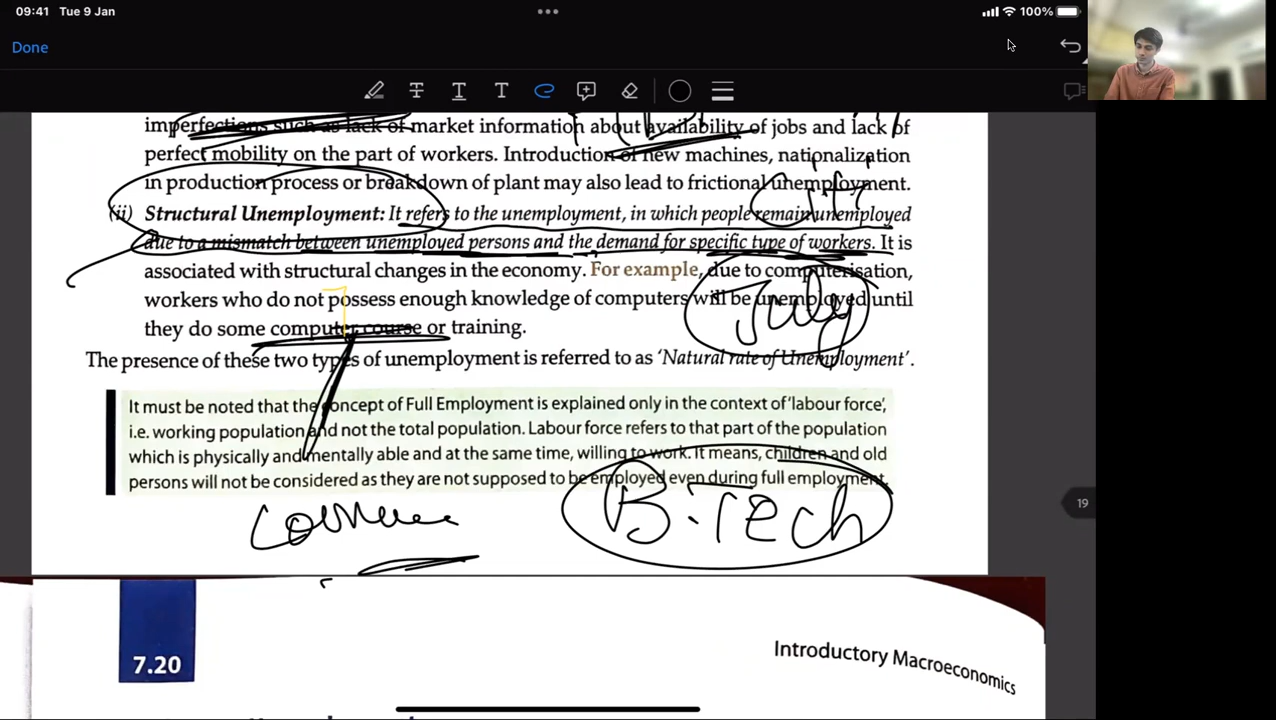 09:41 Tue 9 Jan
100%
Done
T T T
imperfections such as lack of market information about availability of jobs and lack of
perfect mobility on the part of workers. Introduction of new machines, nationalization
in production process or breakdown of plant may also lead to frictional unemployment.
(ii) Structural Unemployment: It refers to the unemployment, in which people remain unemployed
due to a mismatch between unemployed persons and the demand for specific type of workers. It is
associated with structural changes in the economy. For example, due to computerisation,
workers who do not possess enough knowledge of computers will be unemployed until
they do some computer course or training.
July
The presence of these two types of unemployment is referred to as 'Natural rate of Unemployment'.
It must be noted that the concept of Full Employment is explained only in the context of 'labour force',
i.e. working population and not the total population. Labour force refers to that part of the population
which is physically and mentally able and at the same time, willing to work. It means, children and old
persons will not be considered as they are not supposed to be employed even during full employment.
B.Tech
19
7.20
Introductory Macroeconomics